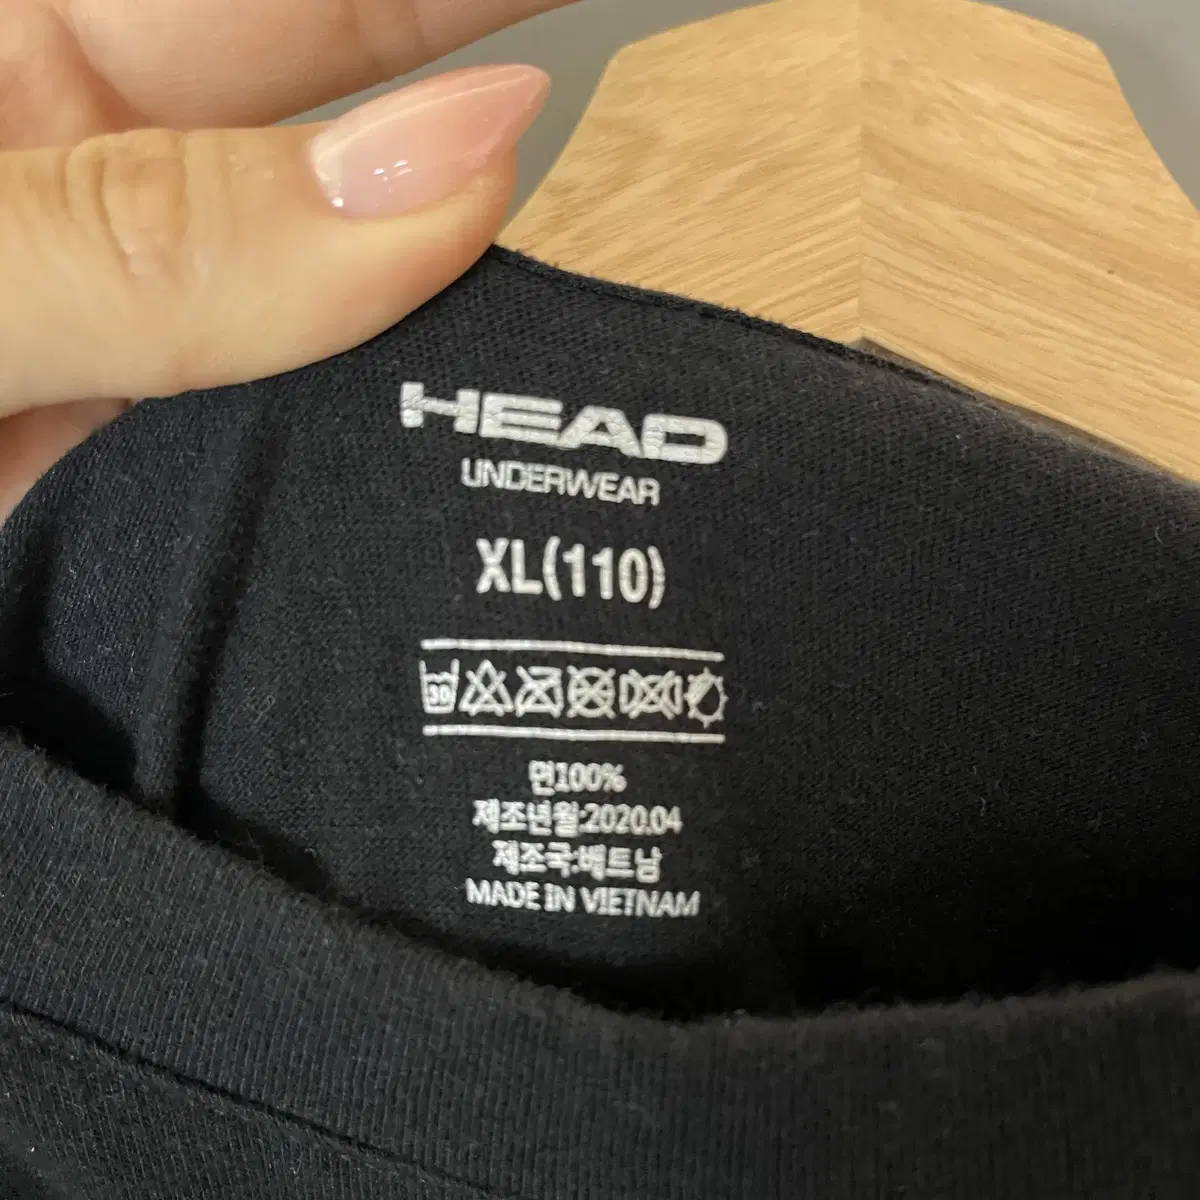 HEAD
UNDERWEAR
XL(110)
30
면100%
제조년월:2020.04
제조국:베트남
MADE IN VIETNAM